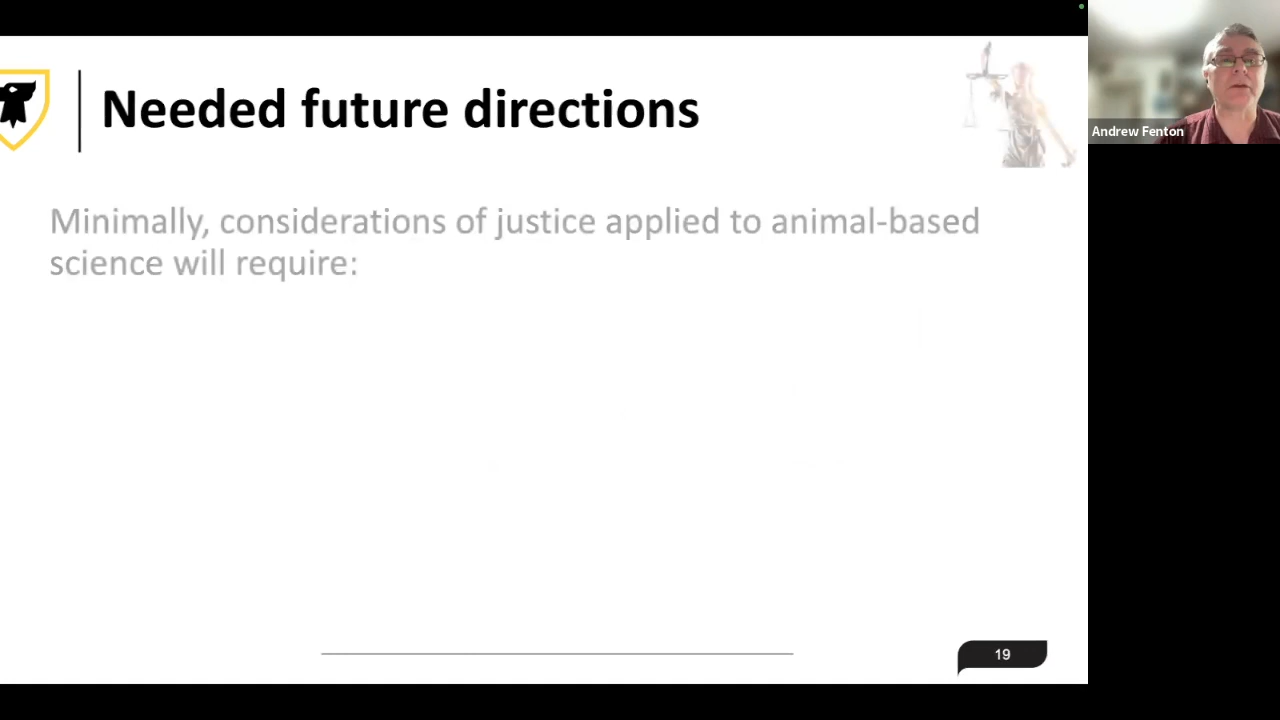 Needed future directions
Andrew Fenton
Minimally, considerations of justice applied to animal-based
science will require:
19